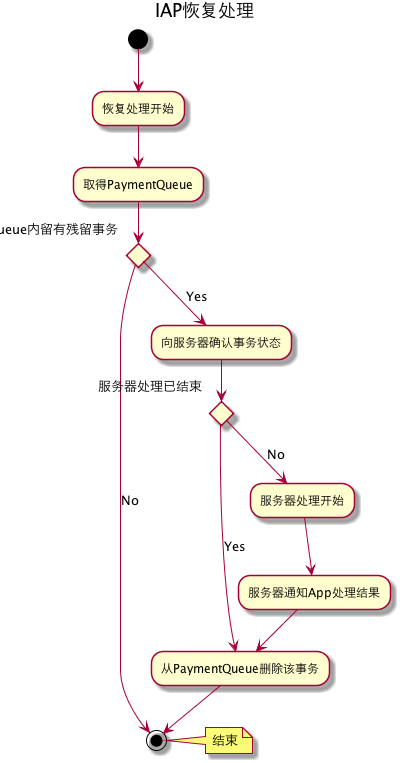 IAP恢复处理
恢复处理开始
取得PaymentQueue
ueue内留有残留事务
Yes
向服务器确认事务状态
服务器处理已结束
No
服务器处理开始
No
Yes
服务器通知App处理结果
从PaymentQueue删除该事务
结束